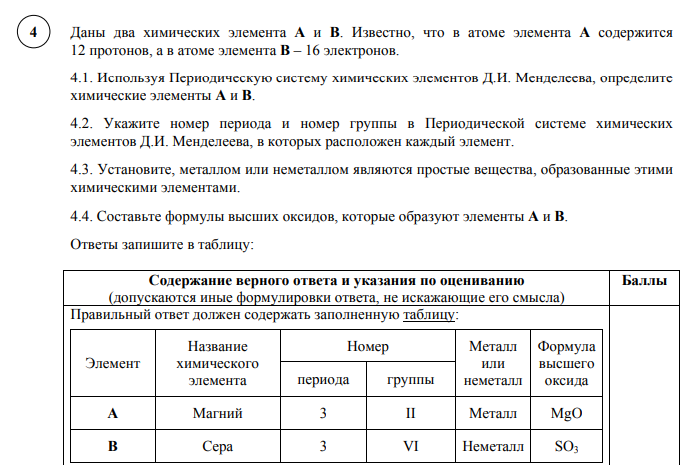 4
Даны два химических элемента A и B. Известно, что в атоме элемента A содержится
12 протонов, а в атоме элемента B – 16 электронов.
4.1. Используя Периодическую систему химических элементов Д.И. Менделеева, определите
химические элементы A и B.
4.2. Укажите номер периода и номер группы в Периодической системе химических
элементов Д.И. Менделеева, в которых расположен каждый элемент.
4.3. Установите, металлом или неметаллом являются простые вещества, образованные этими
химическими элементами.
4.4. Составьте формулы высших оксидов, которые образуют элементы A и B.
Ответы запишите в таблицу:
Содержание верного ответа и указания по оцениванию
(допускаются иные формулировки ответа, не искажающие его смысла)
Баллы
Правильный ответ должен содержать заполненную таблицу:
Элемент
Название
химического
элемента
Номер
периода
группы
Металл
или
неметалл
Формула
высшего
оксида
A Магний 3 II Металл MgO
B Сера 3 VI Неметалл SO₃